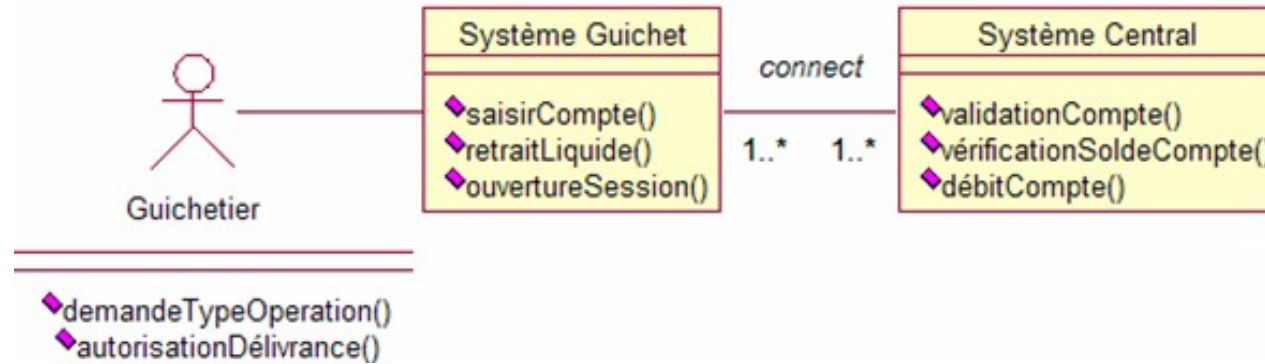 Guichetier
demandeTypeOperation()
autorisationDélivrance()
Système Guichet
saisirCompte()
retraitLiquide()
ouvertureSession()
connect
1..* 1..*
Système Central
validationCompte()
vérificationSoldeCompte()
débitCompte()